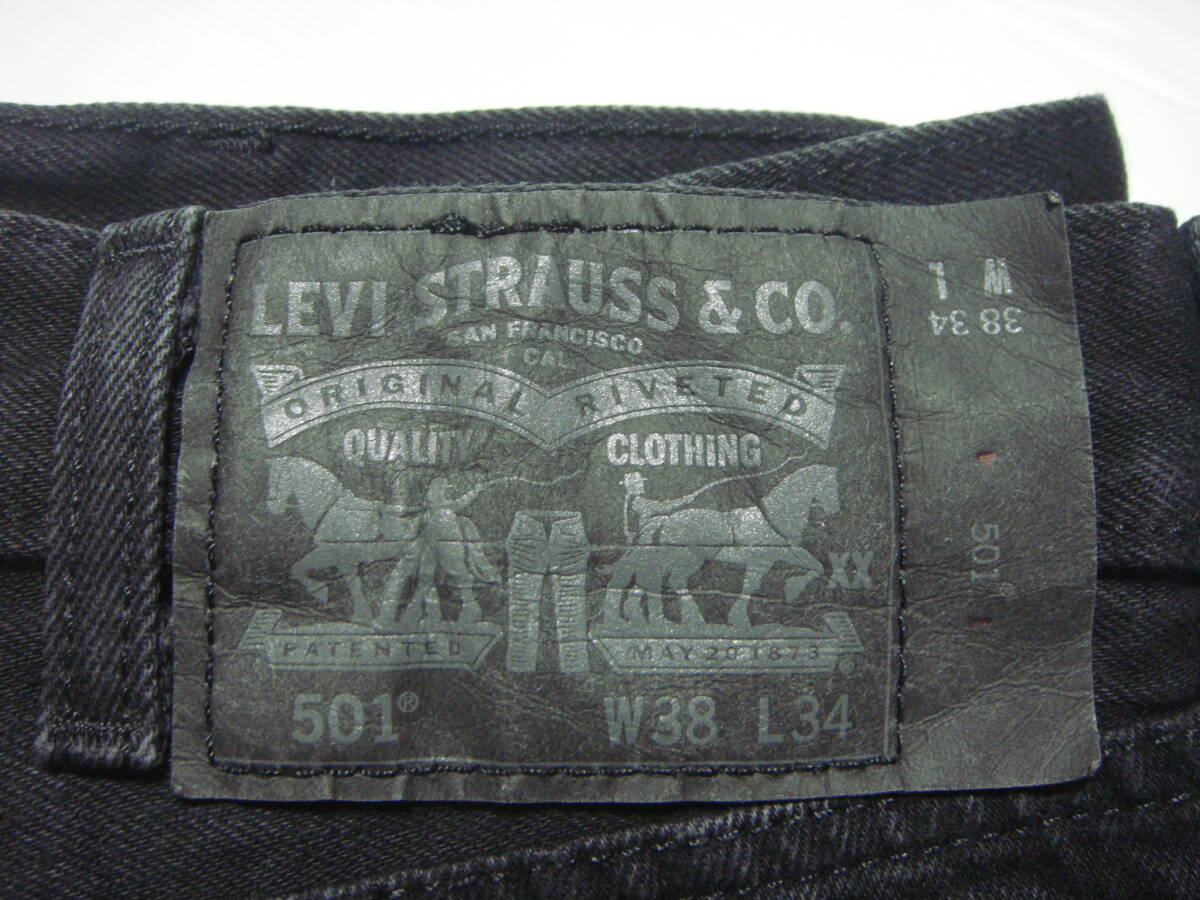 LEVI STRAUSS & CO.
SAN FRANCISCO
CAL
ORIGINAL RIVETED
QUALITY CLOTHING
XX
PATENTED MAY 20 1873 ®
501® W38 L34
W L
38 34
501®